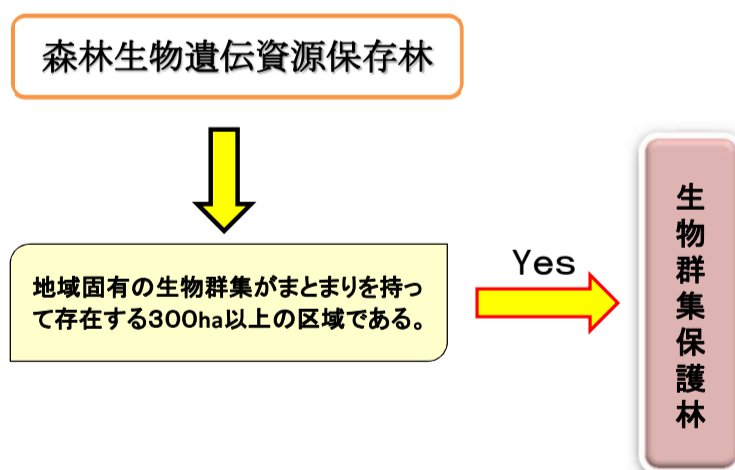 森林生物遺伝資源保存林
地域固有の生物群集がまとまりを持っ
て存在する300ha以上の区域である。
Yes
生物群集保護林